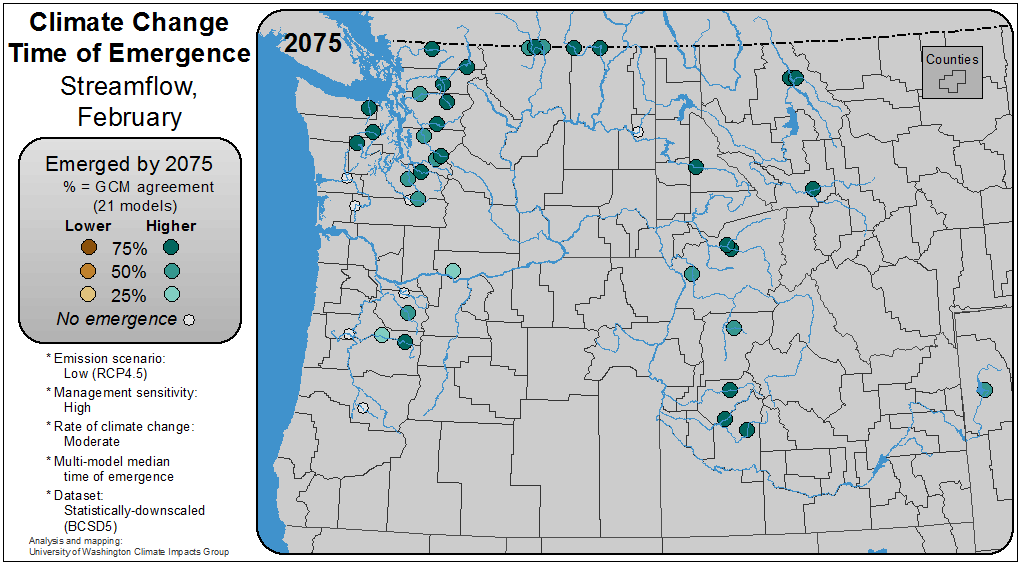 Climate Change
Time of Emergence
Streamflow,
February
Emerged by 2075
% = GCM agreement
(21 models)
Lower Higher
75%
50%
25%
No emergence
* Emission scenario:
Low (RCP4.5)
* Management sensitivity:
High
* Rate of climate change:
Moderate
* Multi-model median
time of emergence
* Dataset:
Statistically-downscaled
(BCSD5)
Analysis and mapping:
University of Washington Climate Impacts Group
2075
Counties